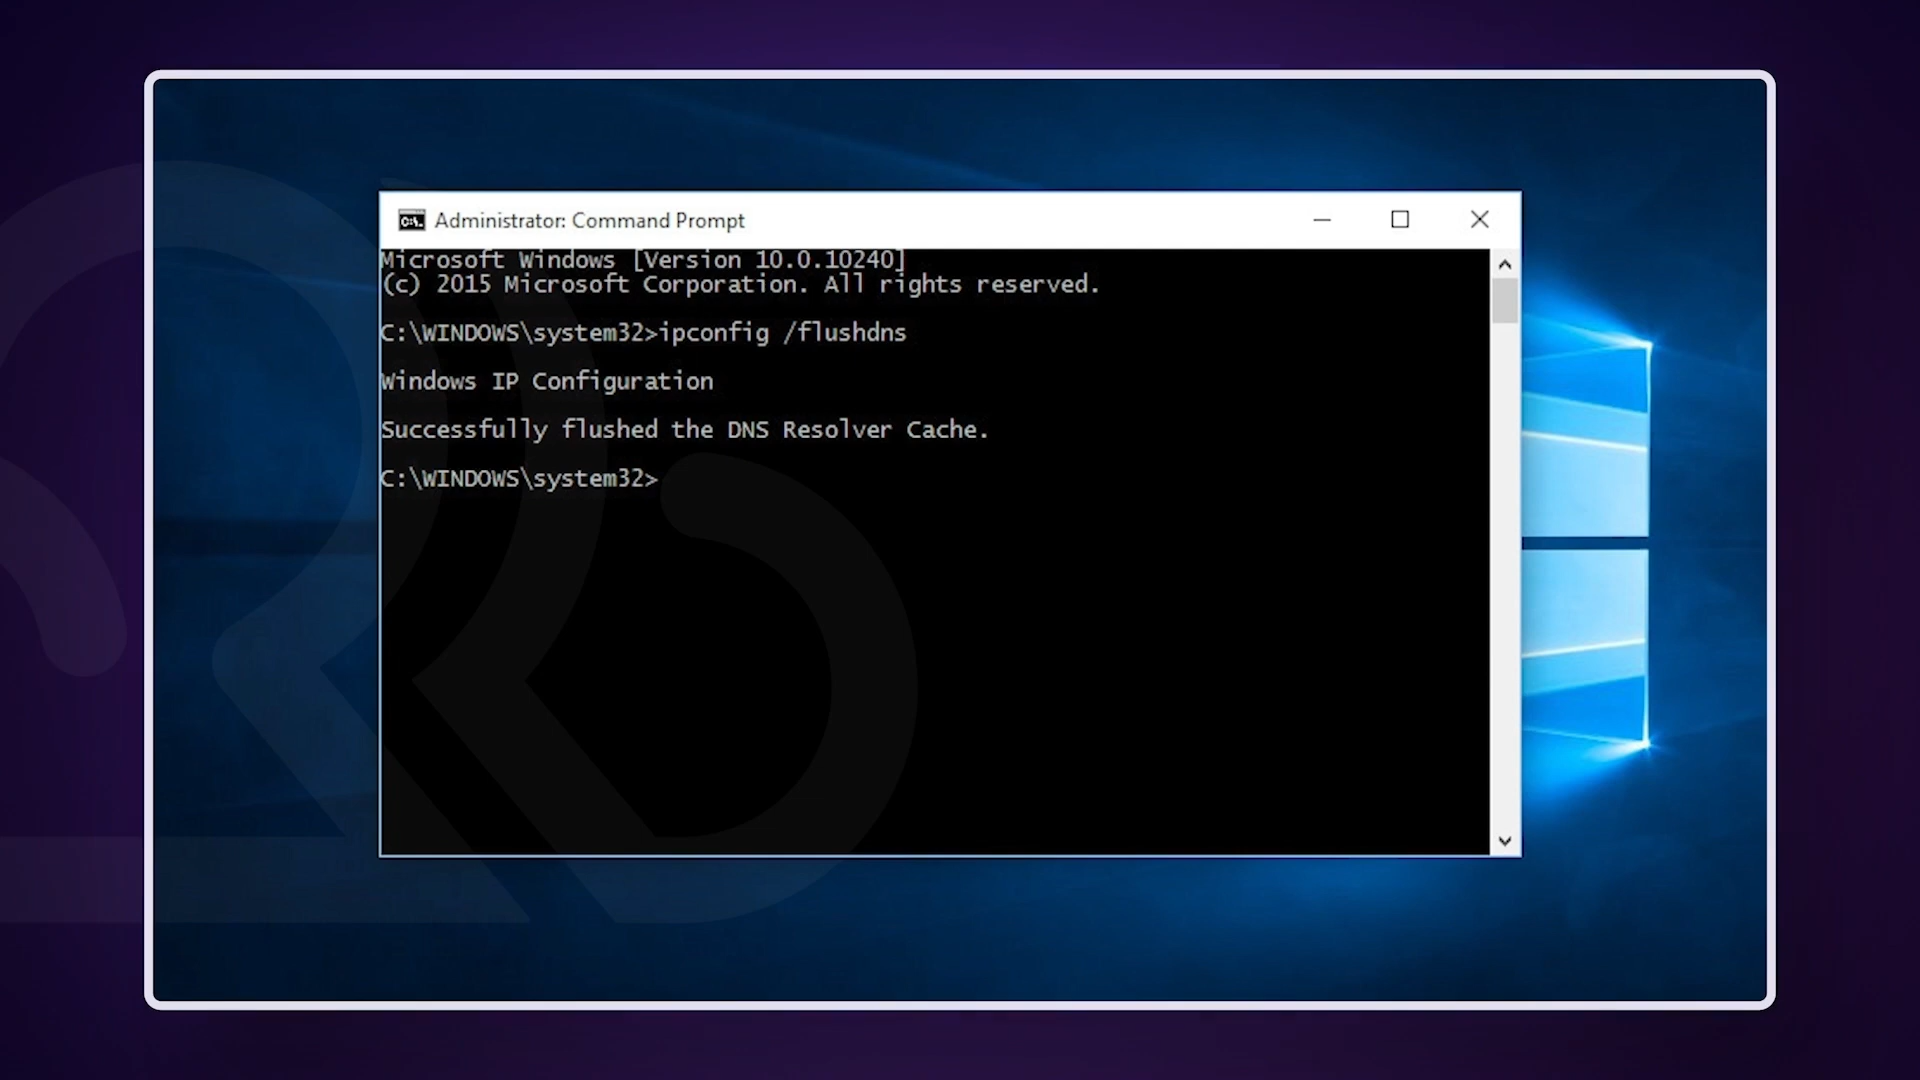 Administrator: Command Prompt
Microsoft Windows [Version 10.0.10240]
(c) 2015 Microsoft Corporation. All rights reserved.
C:\WINDOWS\system32>ipconfig /flushdns
Windows IP Configuration
Successfully flushed the DNS Resolver Cache.
C:\WINDOWS\system32>